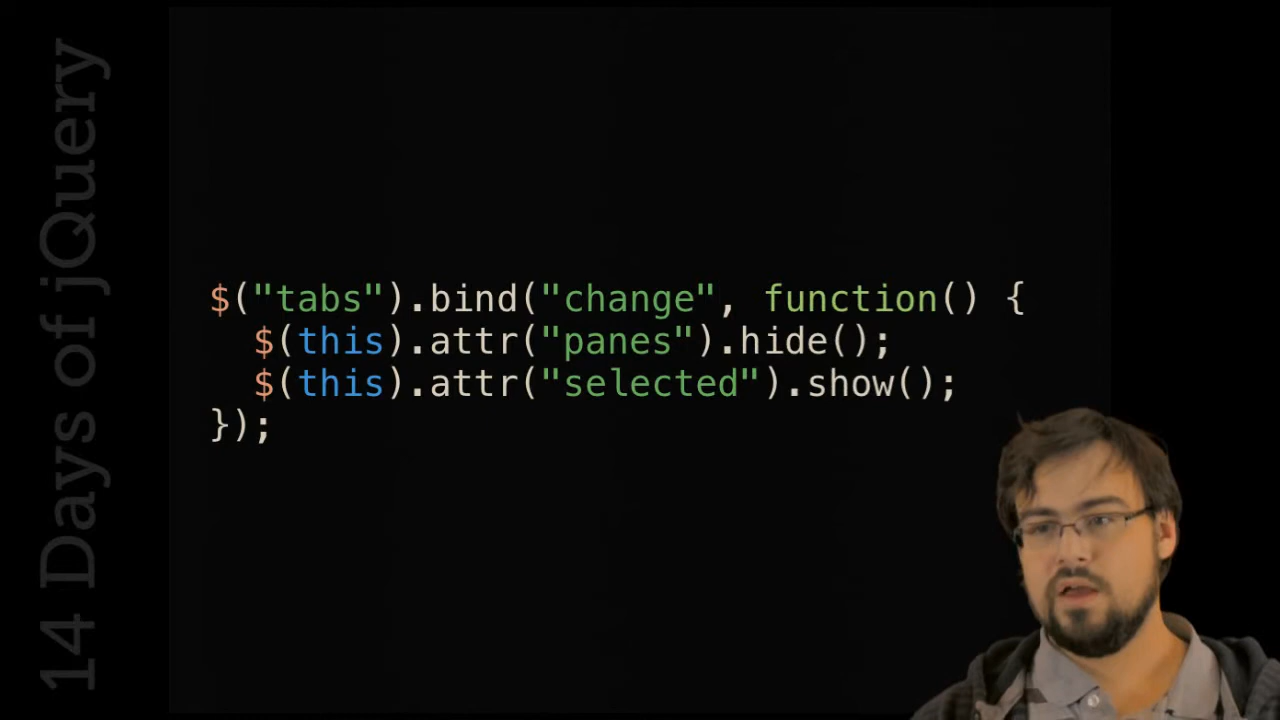 14 Days of jQuery
$("tabs").bind("change", function() {
  $(this).attr("panes").hide();
  $(this).attr("selected").show();
});